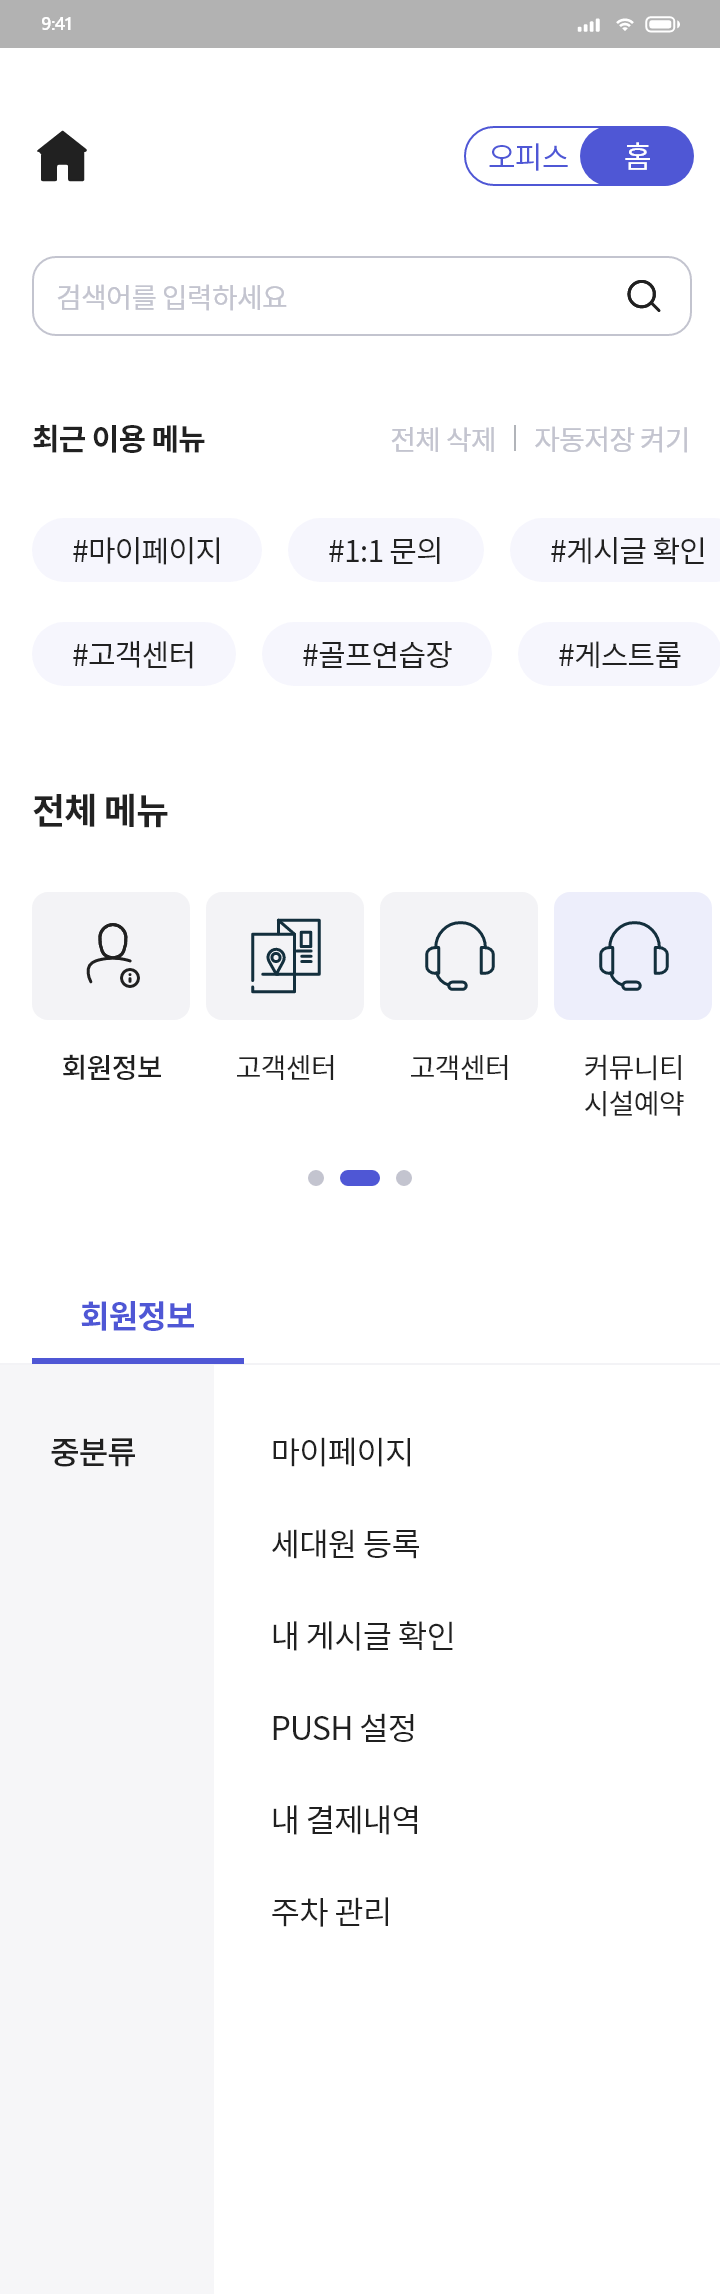 9:41
오피스
홈
검색어를 입력하세요
최근 이용 메뉴
전체 삭제 | 자동저장 켜기
#마이페이지
#1:1 문의
#게시글 확인
#고객센터
#골프연습장
#게스트룸
전체 메뉴
회원정보
고객센터
고객센터
커뮤니티
시설예약
회원정보
중분류
마이페이지
세대원 등록
내 게시글 확인
PUSH 설정
내 결제내역
주차 관리